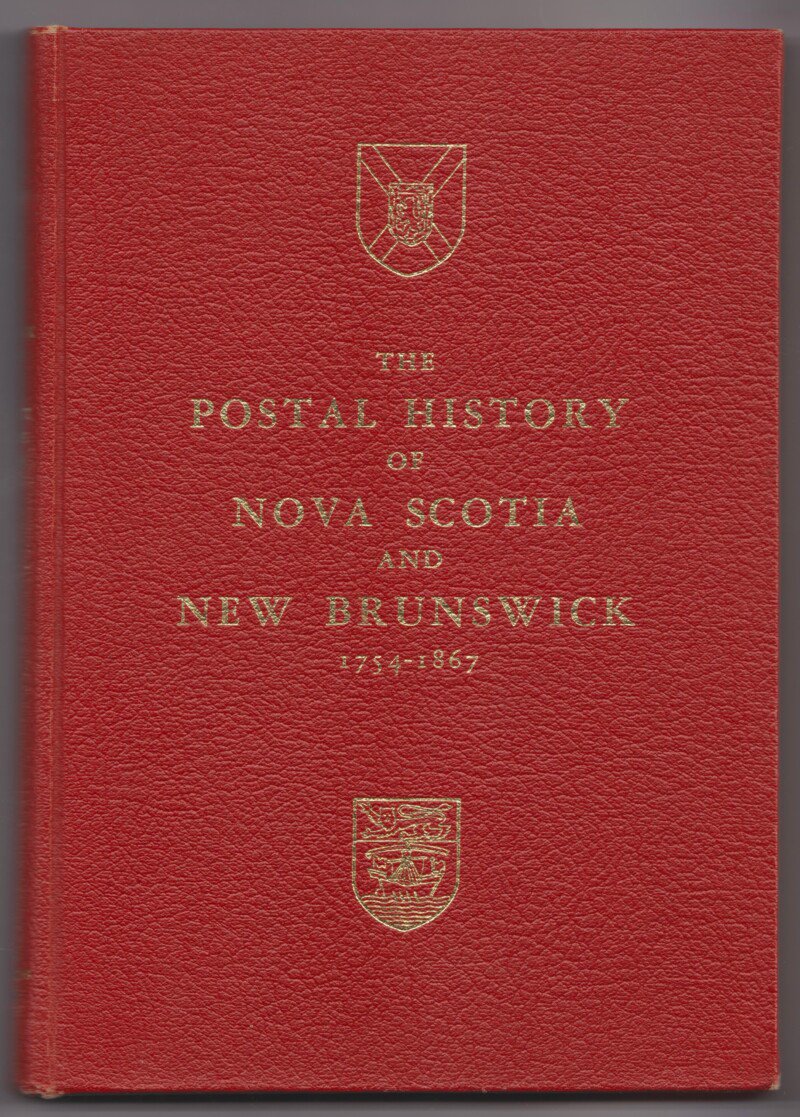 THE
POSTAL HISTORY
OF
NOVA SCOTIA
AND
NEW BRUNSWICK
1754-1867